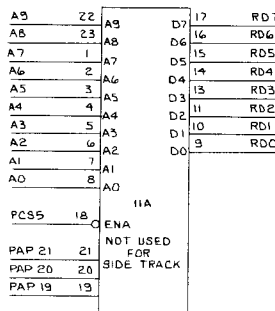 A9 22 A9 D7 17 RD7
A8 23 A8 D6 16 RD6
A7 1 A7 D5 15 RD5
A6 2 A6 D4 14 RD4
A5 3 A5 D3 13 RD3
A4 4 A4 D2 11 RD2
A3 5 A3 D1 10 RD1
A2 6 A2 D0 9 RD0
A1 7 A1
A0 8 A0
11A
PCS5 18 ENA
NOT USED
FOR
SIDE TRACK
PAP 21 21
PAP 20 20
PAP 19 19